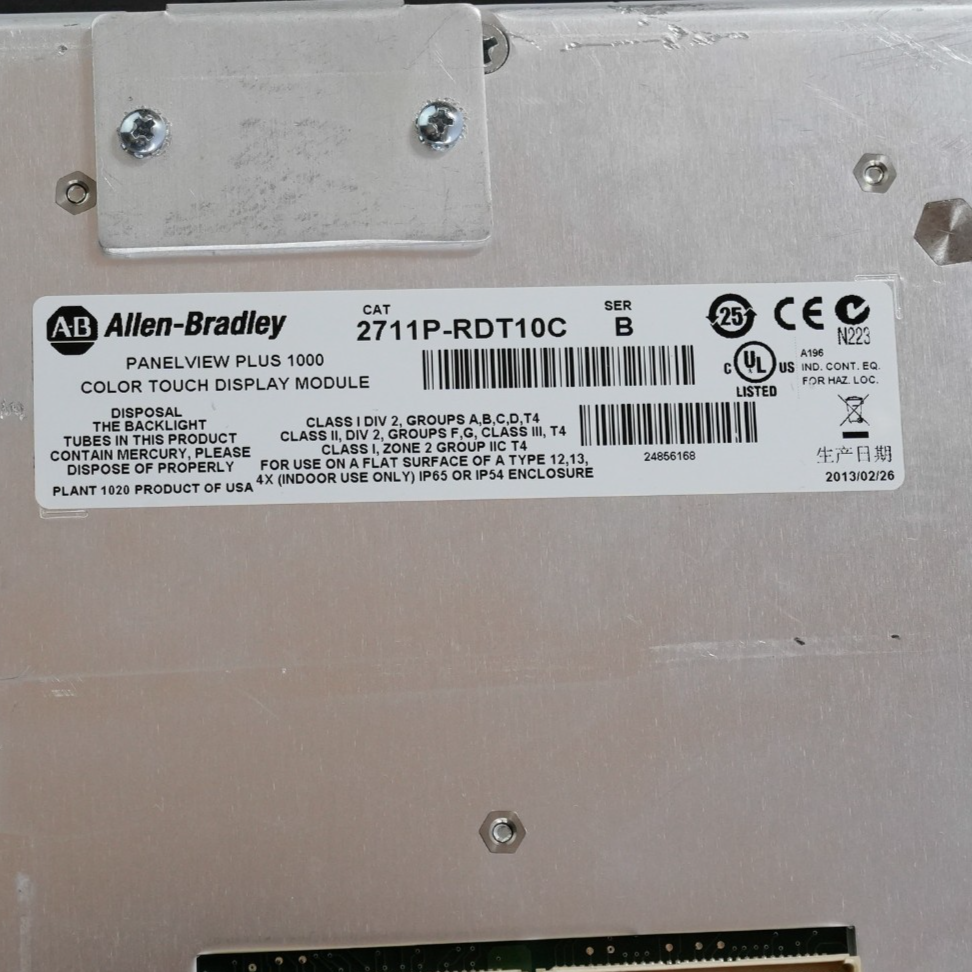 A·B Allen-Bradley
CAT
2711P-RDT10C
SER
B
25
CE
N223
PANELVIEW PLUS 1000
COLOR TOUCH DISPLAY MODULE
C UL US
LISTED
A196
IND. CONT. EQ.
FOR HAZ. LOC.
DISPOSAL
THE BACKLIGHT
TUBES IN THIS PRODUCT
CONTAIN MERCURY, PLEASE
DISPOSE OF PROPERLY
PLANT 1020 PRODUCT OF USA
CLASS I DIV 2, GROUPS A,B,C,D,T4
CLASS II, DIV 2, GROUPS F,G, CLASS III, T4
CLASS I, ZONE 2 GROUP IIC T4
FOR USE ON A FLAT SURFACE OF A TYPE 12,13,
4X (INDOOR USE ONLY) IP65 OR IP54 ENCLOSURE
24856168
生产日期
2013/02/26